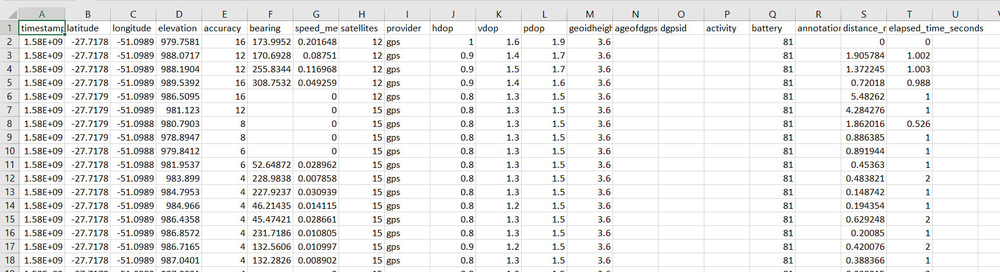 A B C D E F G H I J K L M N O P Q R S T U
1 timestamp latitude longitude elevation accuracy bearing speed_me satellites provider hdop vdop pdop geoidheigh ageofdgps dgpsid activity battery annotation distance_r elapsed_time_seconds
2 1.58E+09 -27.7178 -51.0989 979.7581 16 173.9952 0.201648 12 gps 1 1.6 1.9 3.6 81 0 0
3 1.58E+09 -27.7178 -51.0989 988.0717 12 170.6928 0.08751 12 gps 0.9 1.4 1.7 3.6 81 1.905784 1.002
4 1.58E+09 -27.7178 -51.0989 988.1904 12 255.8344 0.116968 12 gps 0.9 1.5 1.7 3.6 81 1.372245 1.003
5 1.58E+09 -27.7178 -51.0989 989.5392 16 308.7532 0.049259 12 gps 0.9 1.4 1.6 3.6 81 0.72018 0.988
6 1.58E+09 -27.7179 -51.0989 986.5095 16 0 12 gps 0.8 1.3 1.5 3.6 81 5.48262 1
7 1.58E+09 -27.7179 -51.0989 981.123 12 0 15 gps 0.8 1.3 1.5 3.6 81 4.284276 1
8 1.58E+09 -27.7179 -51.0988 980.7903 8 0 15 gps 0.8 1.3 1.5 3.6 81 1.862016 0.526
9 1.58E+09 -27.7179 -51.0988 978.8947 8 0 15 gps 0.8 1.3 1.5 3.6 81 0.886385 1
10 1.58E+09 -27.7178 -51.0988 979.8412 6 0 15 gps 0.8 1.3 1.5 3.6 81 0.891944 1
11 1.58E+09 -27.7178 -51.0988 981.9537 6 52.64872 0.028962 15 gps 0.8 1.3 1.5 3.6 81 0.45363 1
12 1.58E+09 -27.7178 -51.0989 983.899 4 228.9838 0.007858 15 gps 0.8 1.3 1.5 3.6 81 0.483821 2
13 1.58E+09 -27.7178 -51.0989 984.7953 4 227.9237 0.030939 15 gps 0.8 1.3 1.5 3.6 81 0.148742 1
14 1.58E+09 -27.7178 -51.0989 984.966 4 46.21435 0.014115 15 gps 0.8 1.2 1.5 3.6 81 0.194354 1
15 1.58E+09 -27.7178 -51.0989 986.4358 4 45.47421 0.028661 15 gps 0.8 1.3 1.5 3.6 81 0.629248 2
16 1.58E+09 -27.7178 -51.0989 986.8572 4 231.7186 0.010805 15 gps 0.8 1.3 1.5 3.6 81 0.20085 1
17 1.58E+09 -27.7178 -51.0989 986.7165 4 132.5606 0.010997 15 gps 0.9 1.2 1.5 3.6 81 0.420076 2
18 1.58E+09 -27.7178 -51.0989 987.0401 4 132.2826 0.008902 15 gps 0.8 1.3 1.5 3.6 81 0.388366 1